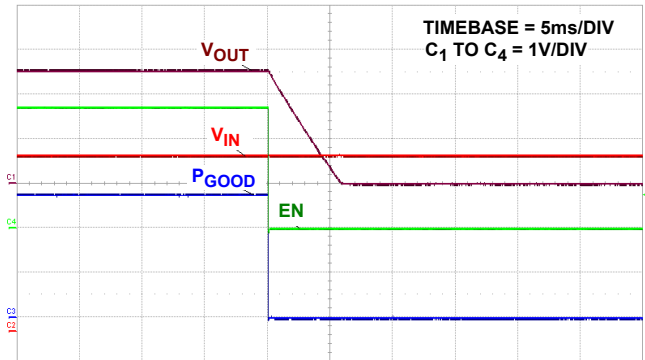 TIMEBASE = 5ms/DIV
C1 TO C4 = 1V/DIV
VOUT
VIN
C1
PGOOD
EN
C4
C3
C2